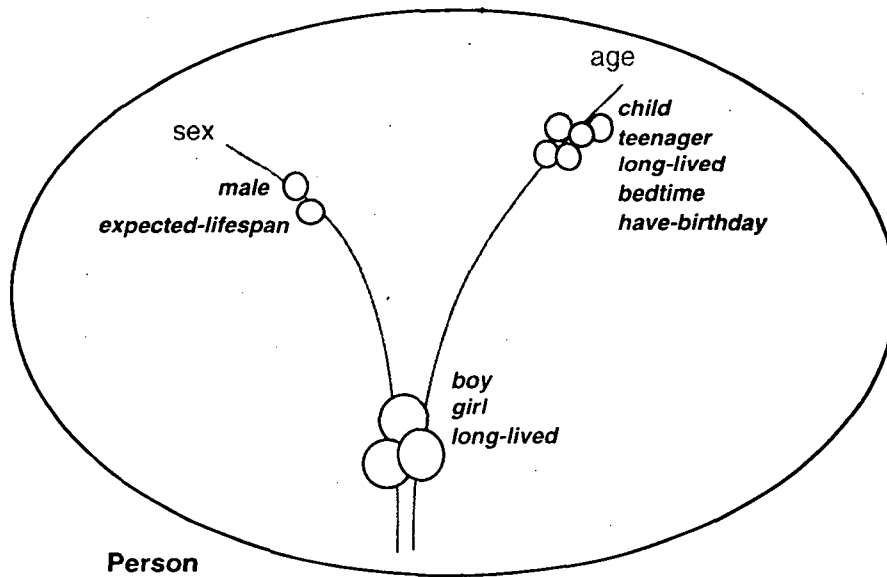 age
sex
child
teenager
long-lived
bedtime
have-birthday
male
expected-lifespan
boy
girl
long-lived
Person